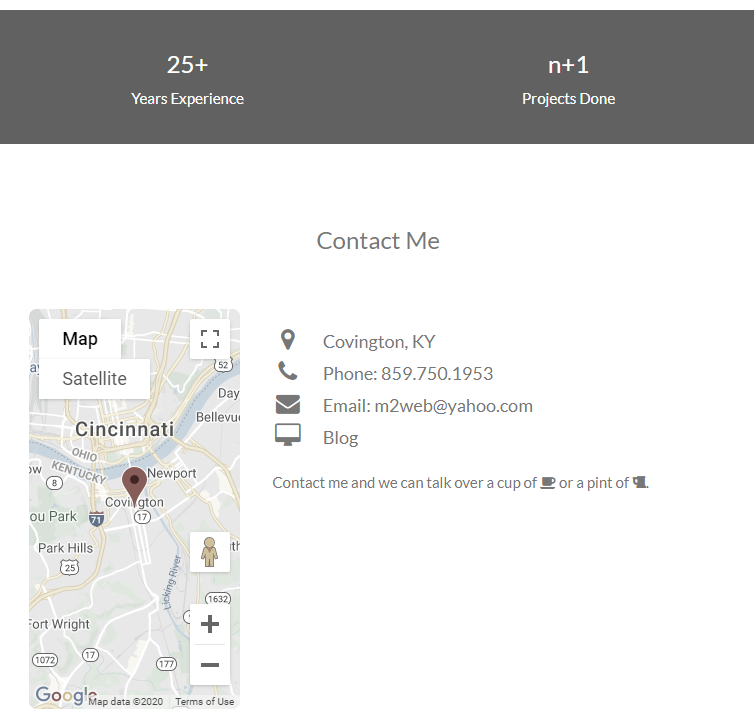 25+
Years Experience
n+1
Projects Done
Contact Me
Map
Satellite
52
Day
Bellevu
Cincinnati
OHIO
KENTUCKY
8
Newport
Covington
17
71
ou Park
Park Hills
25
Licking River
1632
Fort Wright
1072
17
177
Google
Map data ©2020
Terms of Use
Covington, KY
Phone: 859.750.1953
Email: m2web@yahoo.com
Blog
Contact me and we can talk over a cup of or a pint of .